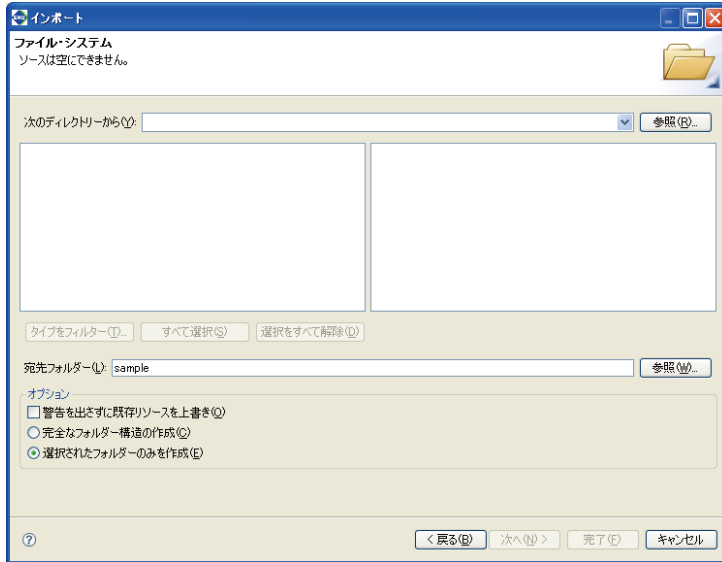 インポート
ファイル・システム
ソースは空にできません。
次のディレクトリーから(Y):
参照(R)...
タイプをフィルター(T)...
すべて選択(S)
選択をすべて解除(D)
宛先フォルダー(L): sample
参照(W)...
オプション
警告を出さずに既存リソースを上書き(O)
完全なフォルダー構造の作成(C)
選択されたフォルダーのみを作成(E)
?
< 戻る(B)
次へ(N) >
完了(F)
キャンセル